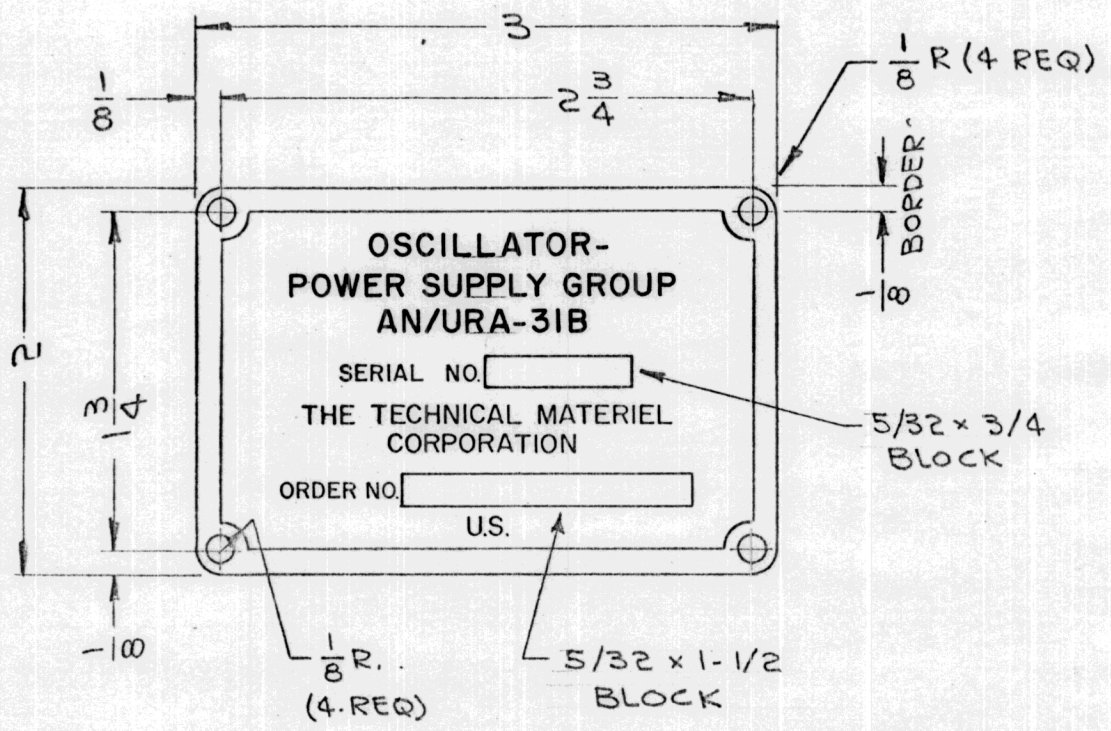 3
1/8
2 3/4
1/8 R (4 REQ)
BORDER
1/8
2
1 3/4
OSCILLATOR-
POWER SUPPLY GROUP
AN/URA-31B
SERIAL NO.
THE TECHNICAL MATERIEL
CORPORATION
ORDER NO.
U.S.
5/32 x 3/4
BLOCK
1/8
1/8 R.
(4.REQ)
5/32 x 1-1/2
BLOCK